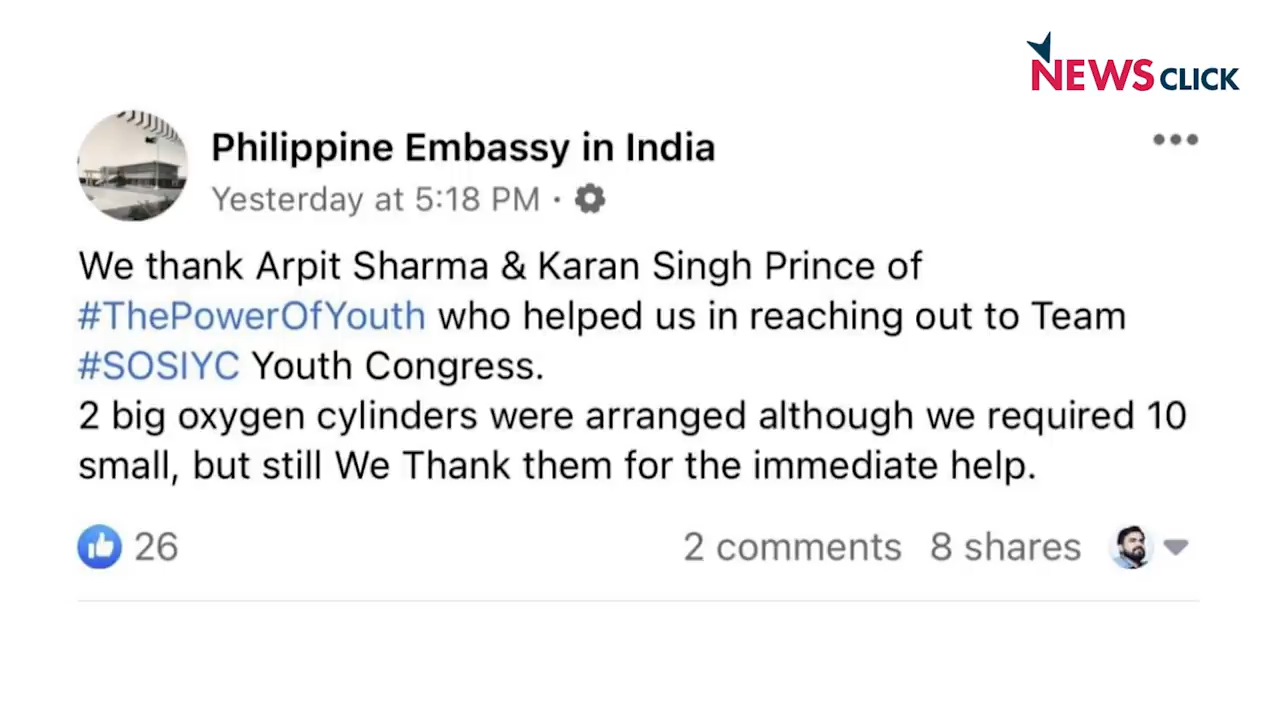 NEWS CLICK
Philippine Embassy in India
Yesterday at 5:18 PM ·
We thank Arpit Sharma & Karan Singh Prince of
#ThePowerOfYouth who helped us in reaching out to Team
#SOSIYC Youth Congress.
2 big oxygen cylinders were arranged although we required 10
small, but still We Thank them for the immediate help.
26 2 comments 8 shares